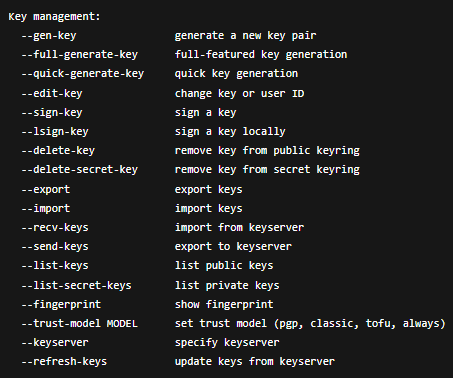 Key management:
  --gen-key                generate a new key pair
  --full-generate-key      full-featured key generation
  --quick-generate-key     quick key generation
  --edit-key               change key or user ID
  --sign-key               sign a key
  --lsign-key              sign a key locally
  --delete-key             remove key from public keyring
  --delete-secret-key      remove key from secret keyring
  --export                 export keys
  --import                 import keys
  --recv-keys              import from keyserver
  --send-keys              export to keyserver
  --list-keys              list public keys
  --list-secret-keys       list private keys
  --fingerprint            show fingerprint
  --trust-model MODEL      set trust model (pgp, classic, tofu, always)
  --keyserver              specify keyserver
  --refresh-keys           update keys from keyserver